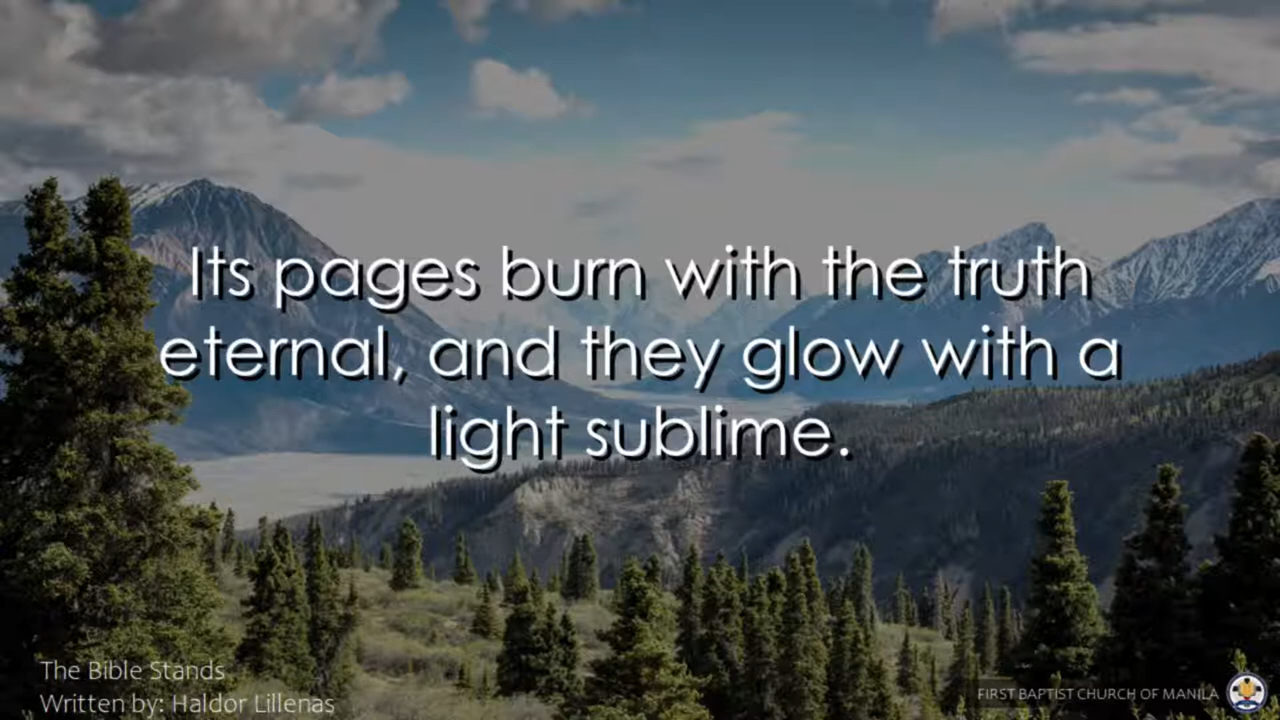 Its pages burn with the truth
eternal, and they glow with a
light sublime.
The Bible Stands
Written by: Haldor Lillenas
FIRST BAPTIST CHURCH OF MANILA